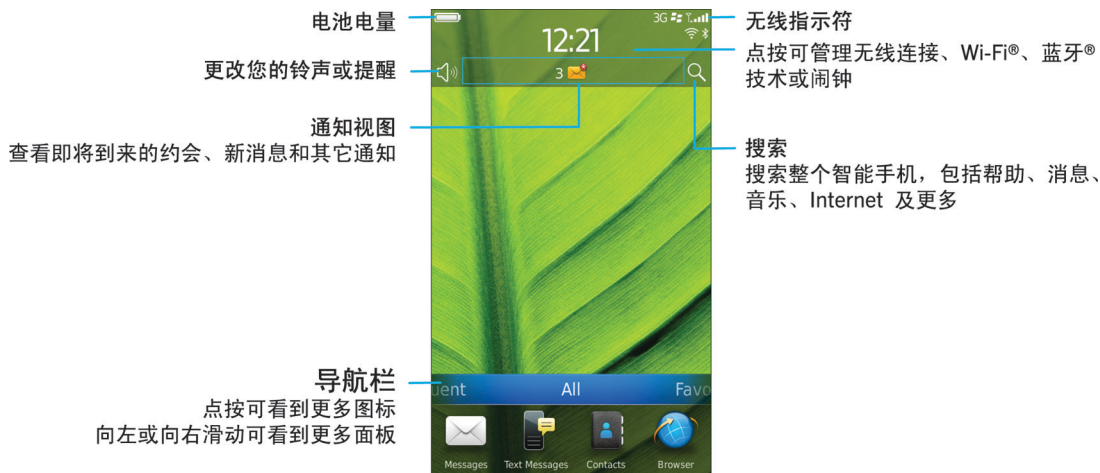 电池电量
更改您的铃声或提醒
通知视图
查看即将到来的约会、新消息和其它通知
导航栏
点按可看到更多图标
向左或向右滑动可看到更多面板
3G
12:21
3
uent
All
Favo
Messages
Text Messages
Contacts
Browser
无线指示符
点按可管理无线连接、Wi-Fi®、蓝牙®
技术或闹钟
搜索
搜索整个智能手机，包括帮助、消息、
音乐、Internet 及更多